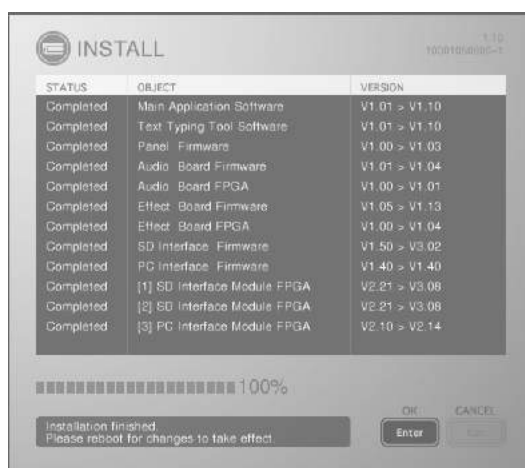 INSTALL
1.10
STATUS OBJECT VERSION
Completed Main Application Software V1.01 > V1.10
Completed Text Typing Tool Software V1.01 > V1.10
Completed Panel Firmware V1.00 > V1.03
Completed Audio Board Firmware V1.01 > V1.04
Completed Audio Board FPGA V1.00 > V1.01
Completed Effect Board Firmware V1.05 > V1.13
Completed Effect Board FPGA V1.00 > V1.04
Completed SD Interface Firmware V1.50 > V3.02
Completed PC Interface Firmware V1.40 > V1.40
Completed [1] SD Interface Module FPGA V2.21 > V3.08
Completed [2] SD Interface Module FPGA V2.21 > V3.08
Completed [3] PC Interface Module FPGA V2.10 > V2.14
100%
Installation finished.
Please reboot for changes to take effect.
OK CANCEL
Enter